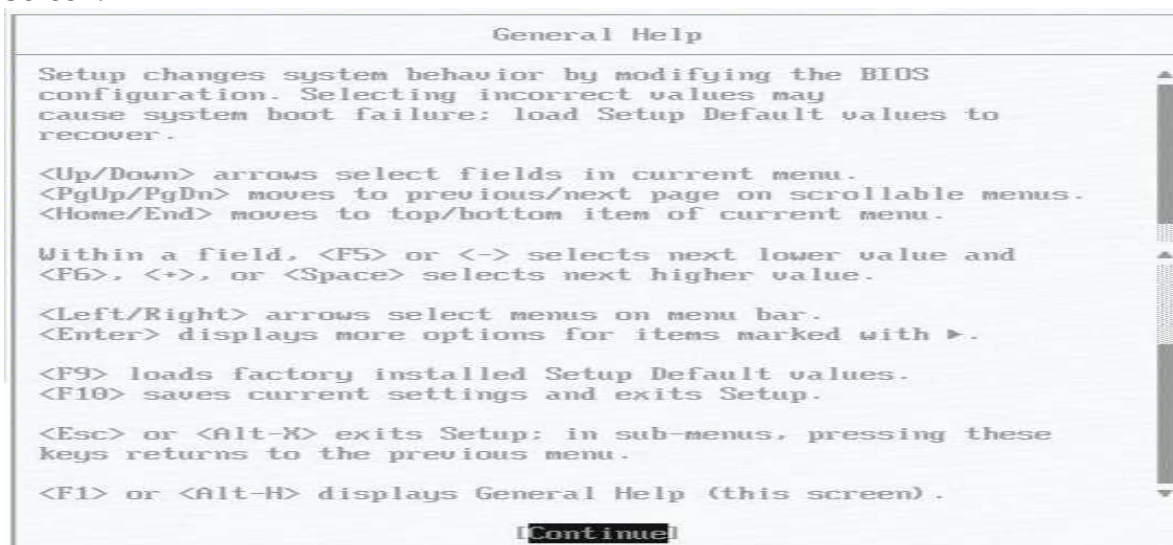 General Help
Setup changes system behavior by modifying the BIOS
configuration. Selecting incorrect values may
cause system boot failure: load Setup Default values to
recover.
<Up/Down> arrows select fields in current menu.
<PgUp/PgDn> moves to previous/next page on scrollable menus.
<Home/End> moves to top/bottom item of current menu.
Within a field, <F5> or <-> selects next lower value and
<F6>, <+>, or <Space> selects next higher value.
<Left/Right> arrows select menus on menu bar.
<Enter> displays more options for items marked with ►.
<F9> loads factory installed Setup Default values.
<F10> saves current settings and exits Setup.
<Esc> or <Alt-X> exits Setup: in sub-menus, pressing these
keys returns to the previous menu.
<F1> or <Alt-H> displays General Help (this screen).
[Continue]